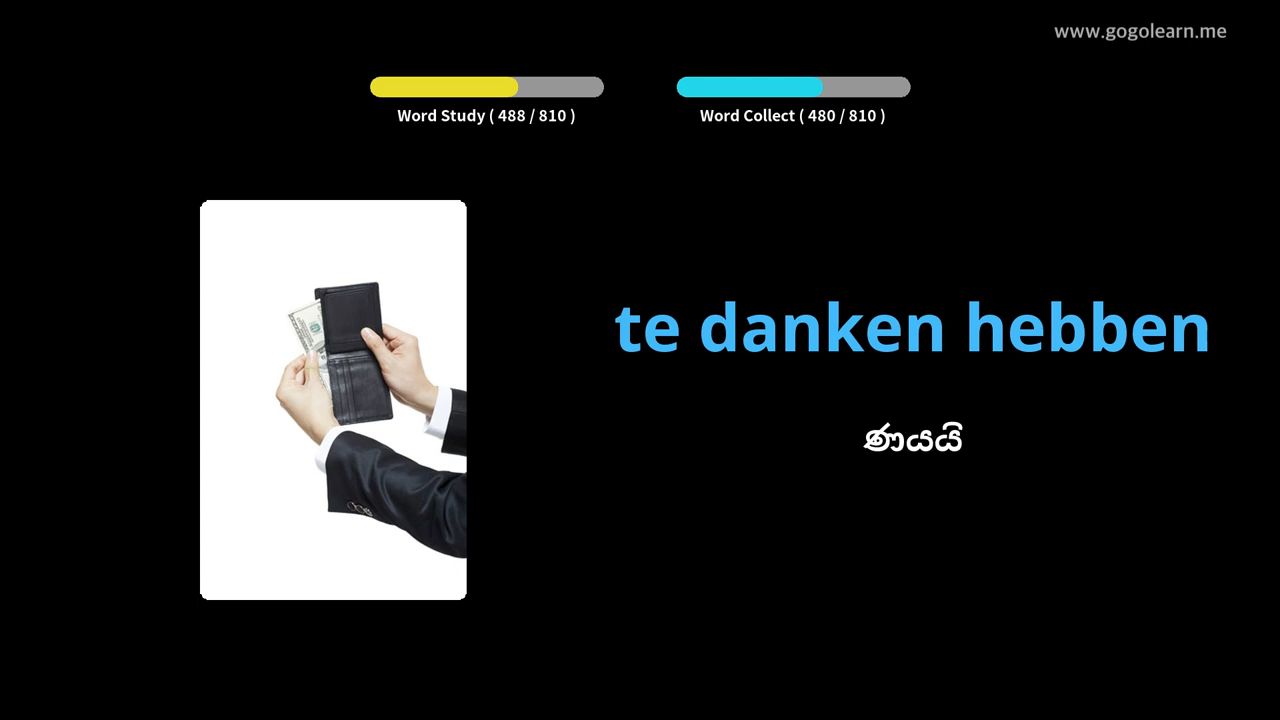 www.gogolearn.me
Word Study ( 488 / 810 )
Word Collect ( 480 / 810 )
te danken hebben
ණයයි